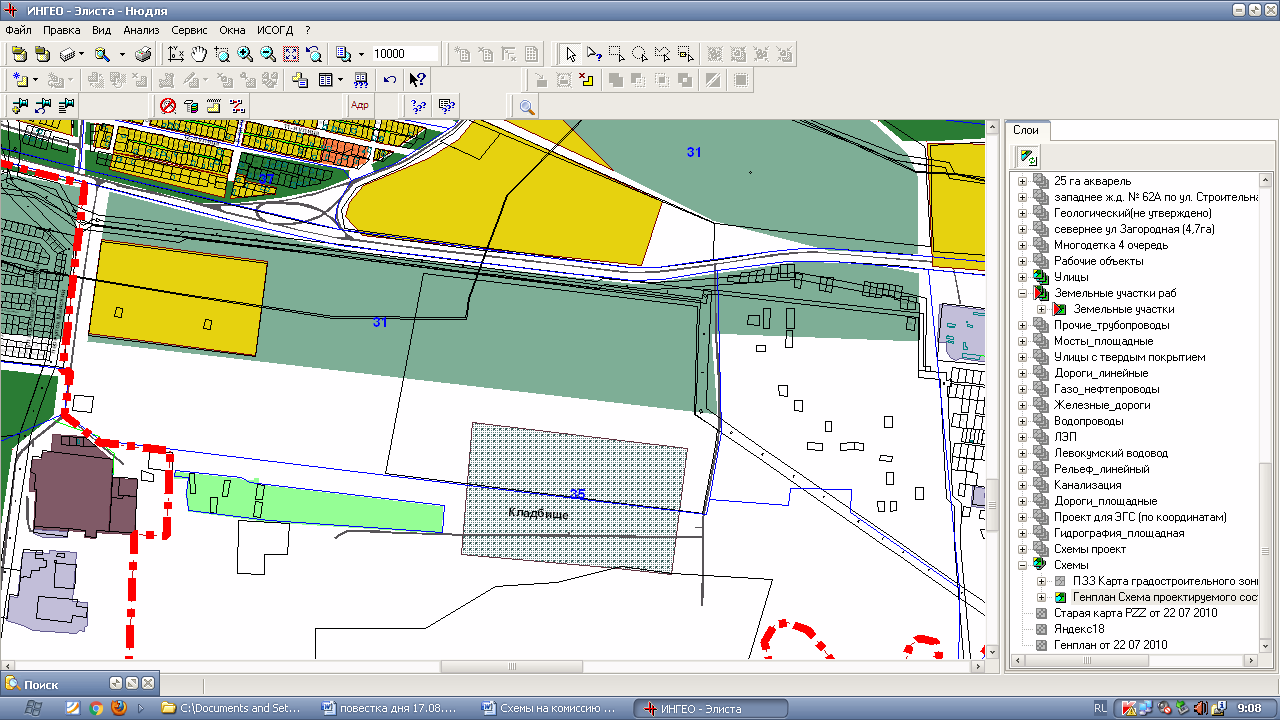 ИНГЕО - Элиста - Нюдля
Файл Правка Вид Анализ Сервис Окна ИСОГД ?
10000
Адр
31
37
31
35
Кладбище
Слои
25 га акварель
западнее ж.д. № 62А по ул. Строительн
Геологический(не утверждено)
севернее ул Загородная (4,7га)
Многодетка 4 очередь
Рабочие объекты
Улицы
Земельные участки раб
Земельные участки
Прочие_трубопроводы
Мосты_площадные
Улицы с твердым покрытием
Дороги_линейные
Газо_нефтепроводы
Железные_дороги
Водопроводы
ЛЭП
Левокумский водовод
Рельеф_линейный
Канализация
Дороги_площадные
Проект для ЭГС (по координатам)
Гидрография_площадная
Схемы проект
Схемы
ПЗЗ Карта градостроительного зон
Генплан Схема проектируемого сос
Старая карта PZZ от 22 07 2010
Яндекс18
Генплан от 22 07 2010
Поиск
C:\Documents and Set...
повестка дня 17.08....
Схемы на комиссию ...
ИНГЕО - Элиста
RL
9:08